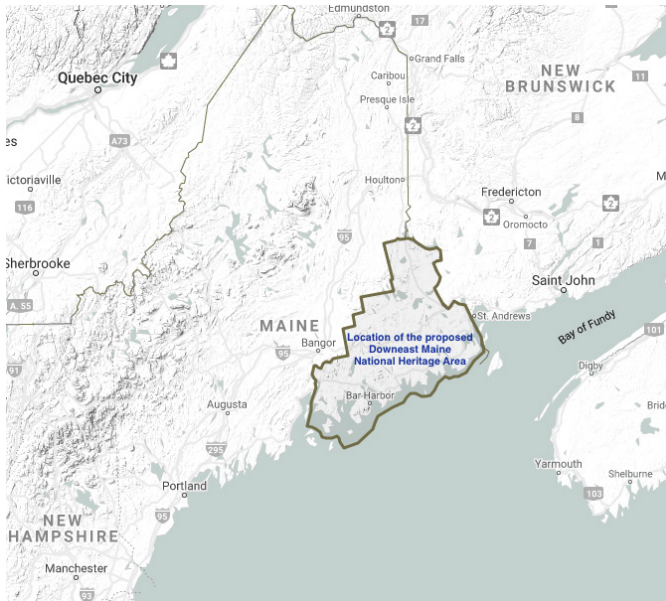 Edmundston
2
17
Grand Falls
Quebec City
Caribou
NEW
BRUNSWICK
11
Presque Isle
2
8
A73
es
ictoriaville
Houlton
Fredericton
M
116
2
Oromocto
2
95
7
1
Sherbrooke
Saint John
A. 55
St. Andrews
MAINE
Location of the proposed
Downeast Maine
National Heritage Area
Bay of Fundy
101
Bangor
95
91
Digby
Bar Harbor
Augusta
Bride
295
Yarmouth
Shelburne
Portland
103
95
NEW
HAMPSHIRE
Manchester
93